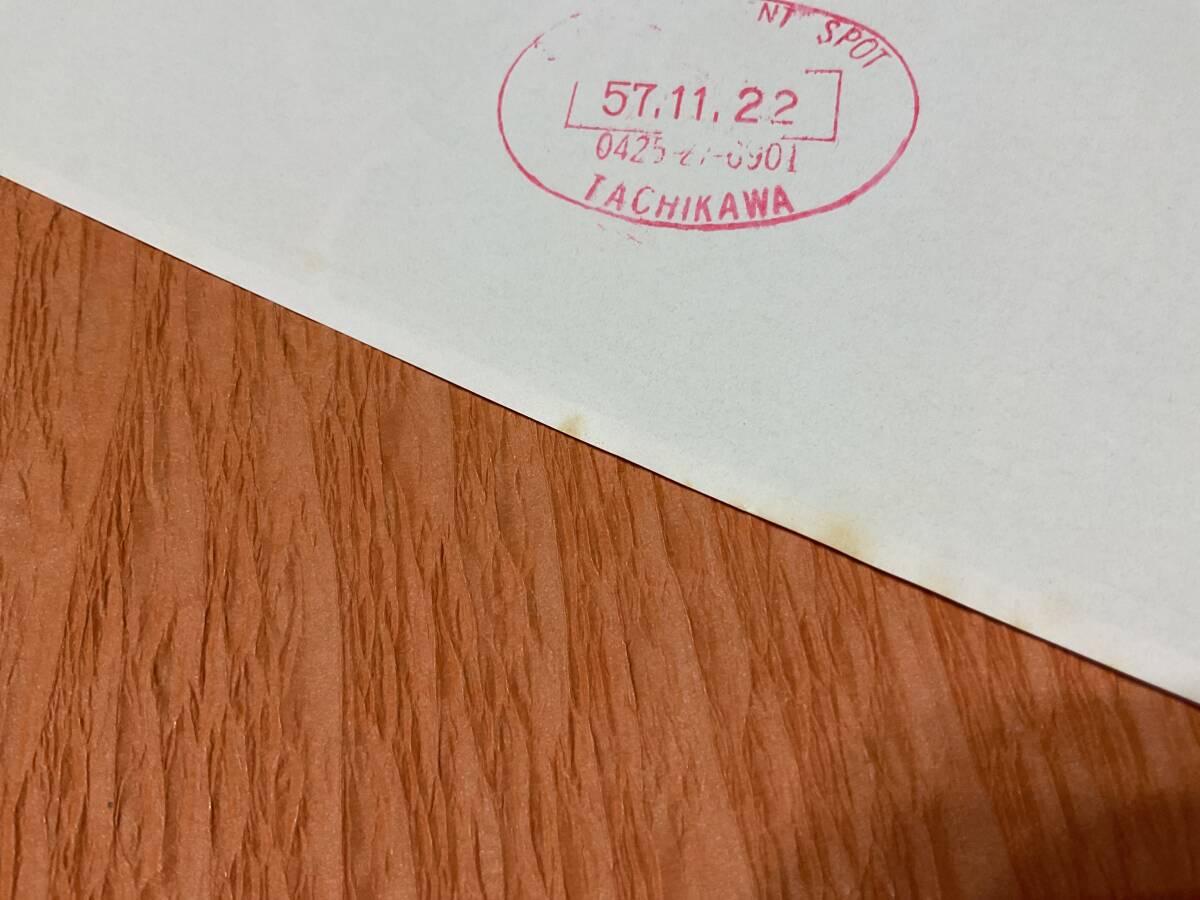 NT SPOT
57.11.22
TACHIKAWA